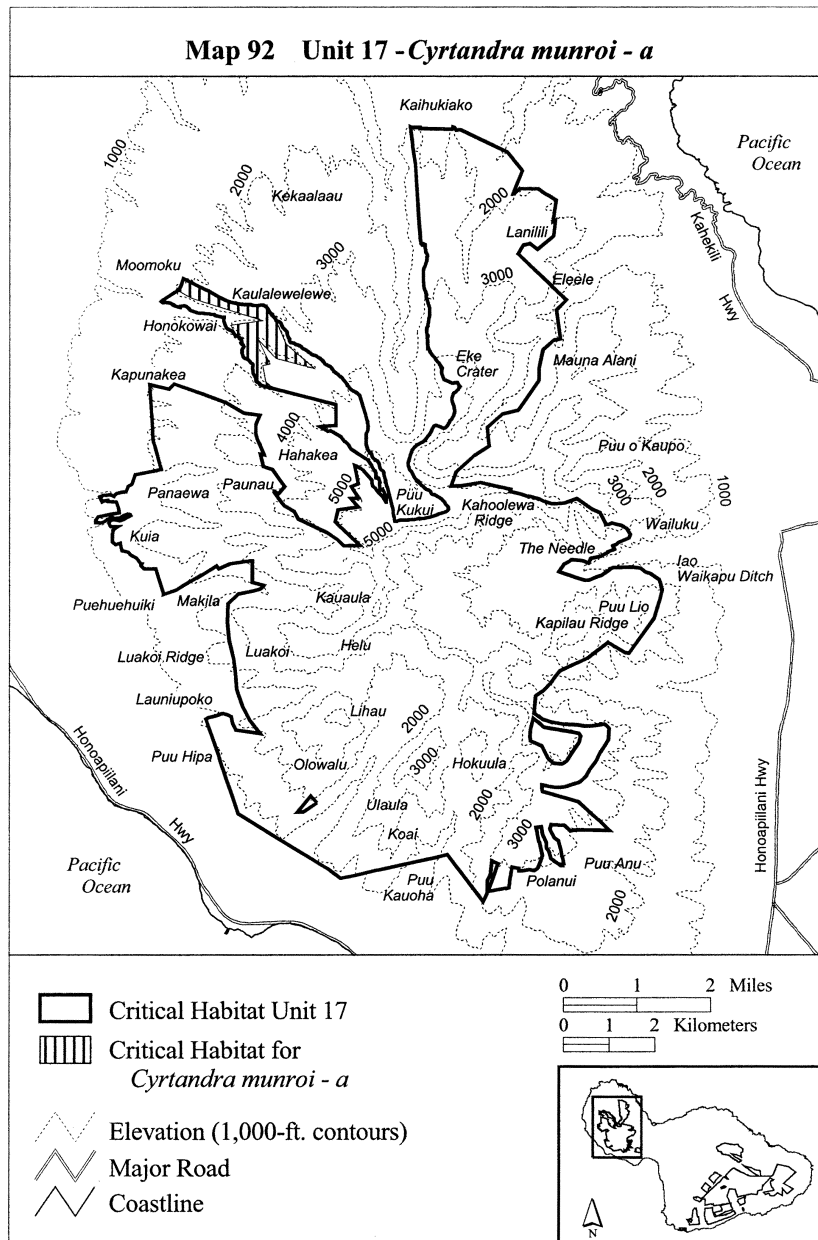 Map 92 Unit 17 - Cyrtandra munroi - a
Kaihukiako
Pacific
Ocean
1000
2000
Kekaalaau
2000
Lanilili
Kahekili
Hwy
3000
3000
Eleele
Moomoku
Kaulalewelewe
Honokowai
Eke
Crater
Mauna Alani
Kapunakea
4000
Hahakea
Puu o Kaupo
3000
2000
1000
Panaewa
Paunau
5000
Puu
Kukui
Kahoolewa
Ridge
Wailuku
Kuia
5000
The Needle
Iao
Waikapu Ditch
Puehuehuiki
Makila
Kauaula
Puu Lio
Kapilau Ridge
Luakoi Ridge
Luakoi
Helu
Launiupoko
Lihau
2000
Honoapiilani
Hwy
Puu Hipa
Olowalu
3000
Hokuula
Ulaula
2000
Koai
3000
Honoapiilani Hwy
Pacific
Ocean
Puu
Kauoha
Polanui
Puu Anu
2000
Critical Habitat Unit 17
Critical Habitat for
Cyrtandra munroi - a
Elevation (1,000-ft. contours)
Major Road
Coastline
0 1 2 Miles
0 1 2 Kilometers
N